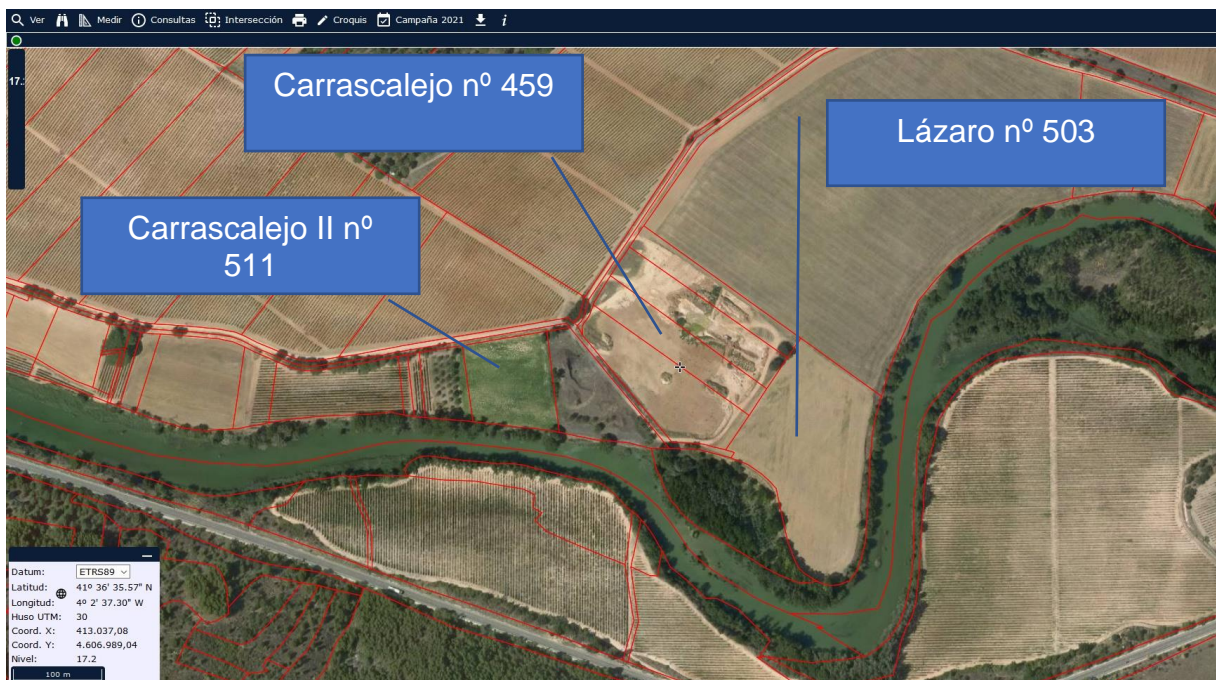 Ver Medir Consultas Intersección Croquis Campaña 2021 i
17.
Carrascalejo nº 459
Lázaro nº 503
Carrascalejo II nº
511
Datum: ETRS89
Latitud: 41º 36' 35.57" N
Longitud: 4º 2' 37.30" W
Huso UTM: 30
Coord. X: 413.037,08
Coord. Y: 4.606.989,04
Nivel: 17.2
100 m